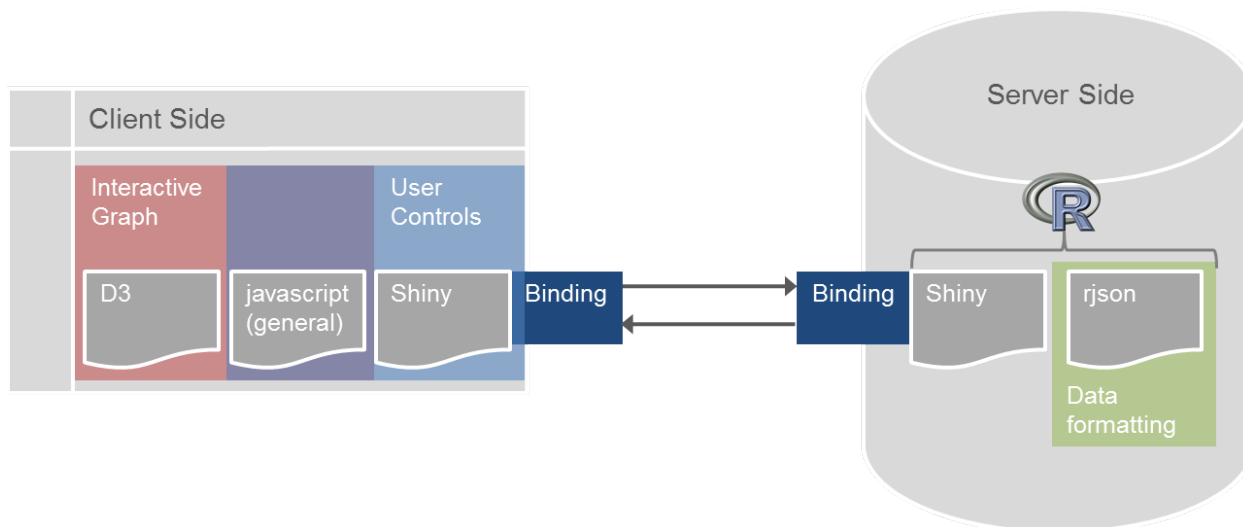 Client Side
Interactive
Graph
User
Controls
D3
javascript
(general)
Shiny
Binding
Server Side
R
Binding
Shiny
rjson
Data
formatting